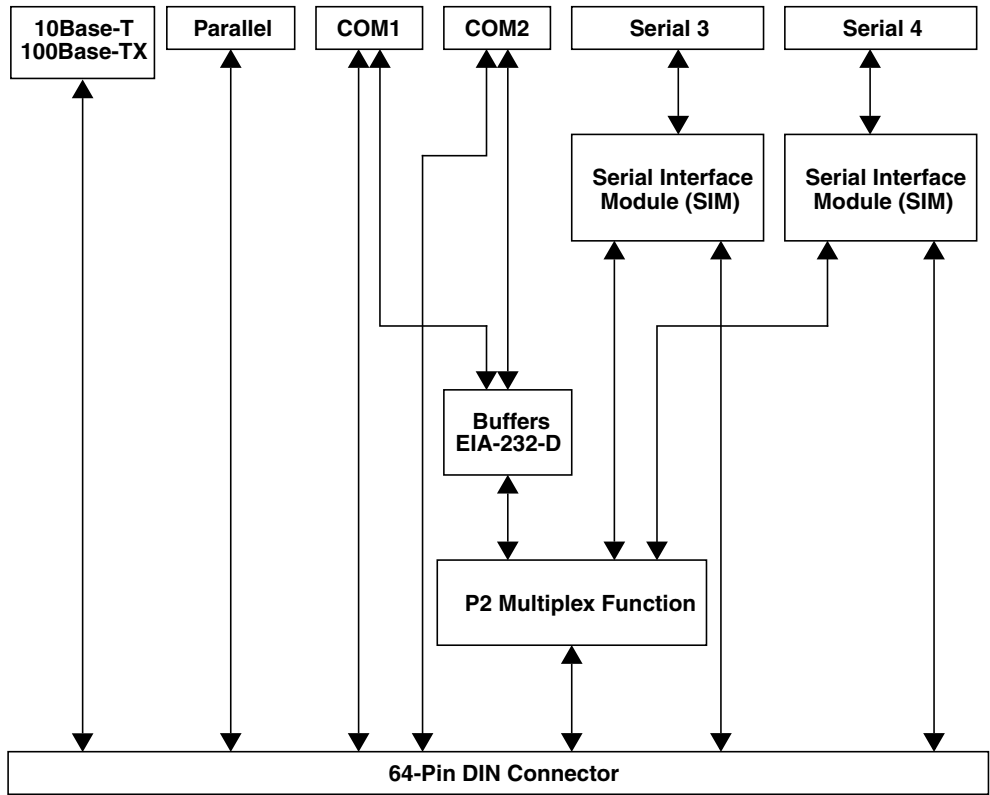 10Base-T
100Base-TX
Parallel
COM1
COM2
Serial 3
Serial 4
Serial Interface
Module (SIM)
Serial Interface
Module (SIM)
Buffers
EIA-232-D
P2 Multiplex Function
64-Pin DIN Connector